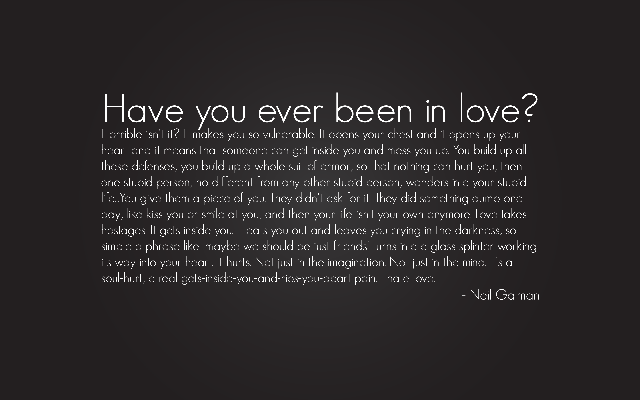 Have you ever been in love?
Horrible isn't it? It makes you so vulnerable. It opens your chest and it opens up your
heart and it means that someone can get inside you and mess you up. You build up all
these defenses, you build up a whole suit of armor, so that nothing can hurt you, then
one stupid person, no different from any other stupid person, wanders into your stupid
life...You give them a piece of you. They didn't ask for it. They did something dumb one
day, like kiss you or smile at you, and then your life isn't your own anymore. Love takes
hostages. It gets inside you. It eats you out and leaves you crying in the darkness, so
simple a phrase like 'maybe we should be just friends' turns into a glass splinter working
its way into your heart. It hurts. Not just in the imagination. Not just in the mind. It's a
soul-hurt, a real gets-inside-you-and-rips-you-apart pain. I hate love.
- Neil Gaiman